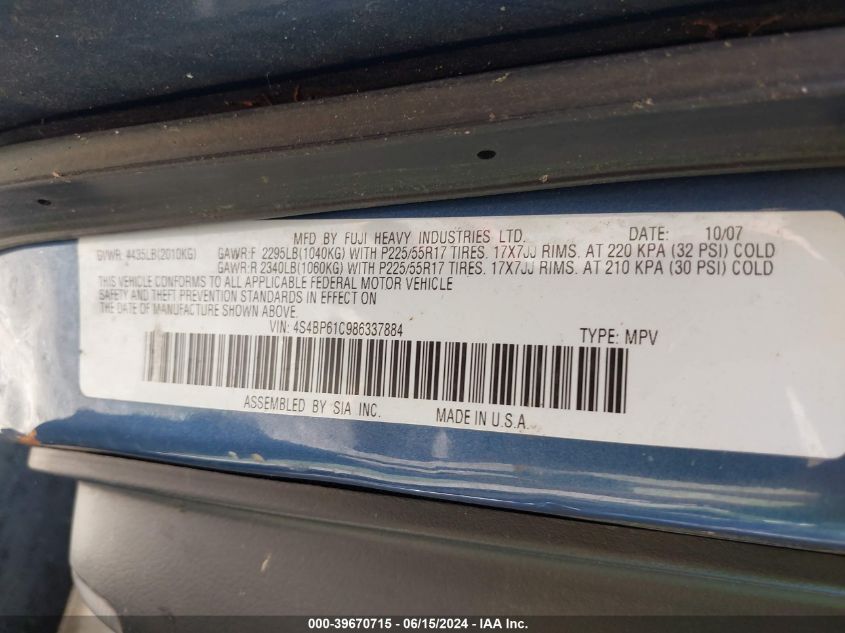 MFD BY FUJI HEAVY INDUSTRIES LTD. DATE: 10/07
GVWR: 4435LB(2010KG) GAWR:F 2295LB(1040KG) WITH P225/55R17 TIRES. 17X7JJ RIMS. AT 220 KPA (32 PSI) COLD
GAWR:R 2340LB(1060KG) WITH P225/55R17 TIRES. 17X7JJ RIMS. AT 210 KPA (30 PSI) COLD
THIS VEHICLE CONFORMS TO ALL APPLICABLE FEDERAL MOTOR VEHICLE
SAFETY AND THEFT PREVENTION STANDARDS IN EFFECT ON
THE DATE OF MANUFACTURE SHOWN ABOVE.
VIN: 4S4BP61C986337884 TYPE: MPV
ASSEMBLED BY SIA INC. MADE IN U.S.A.
000-39670715 - 06/15/2024 - IAA Inc.